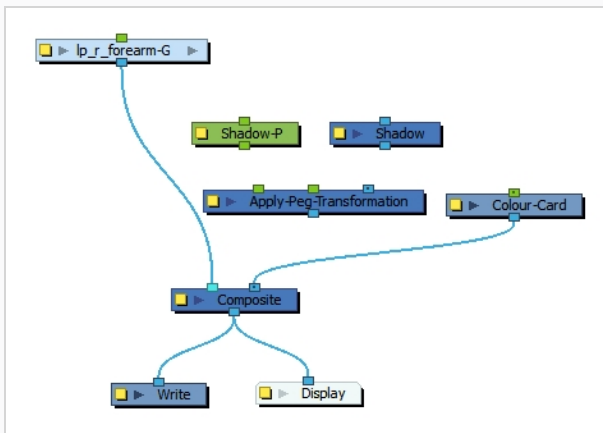 lp_r_forearm-G
Shadow-P
Shadow
Apply-Peg-Transformation
Colour-Card
Composite
Write
Display